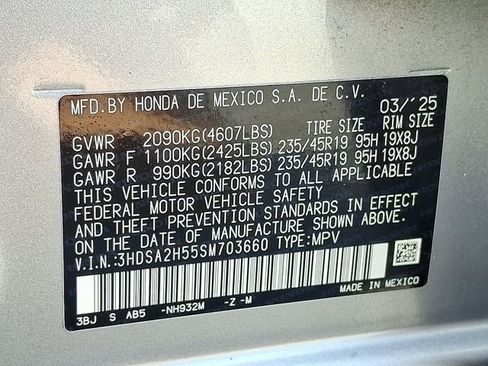 MFD.BY HONDA DE MEXICO S.A. DE C.V. 03/'25
GVWR 2090KG(4607LBS) TIRE SIZE RIM SIZE
GAWR F 1100KG(2425LBS) 235/45R19 95H 19X8J
GAWR R 990KG(2182LBS) 235/45R19 95H 19X8J
THIS VEHICLE CONFORMS TO ALL APPLICABLE
FEDERAL MOTOR VEHICLE SAFETY
AND THEFT PREVENTION STANDARDS IN EFFECT
ON THE DATE OF MANUFACTURE SHOWN ABOVE.
V.I.N.:3HDSA2H55SM703660 TYPE:MPV
3BJ S AB5 -NH932M -Z -M MADE IN MEXICO